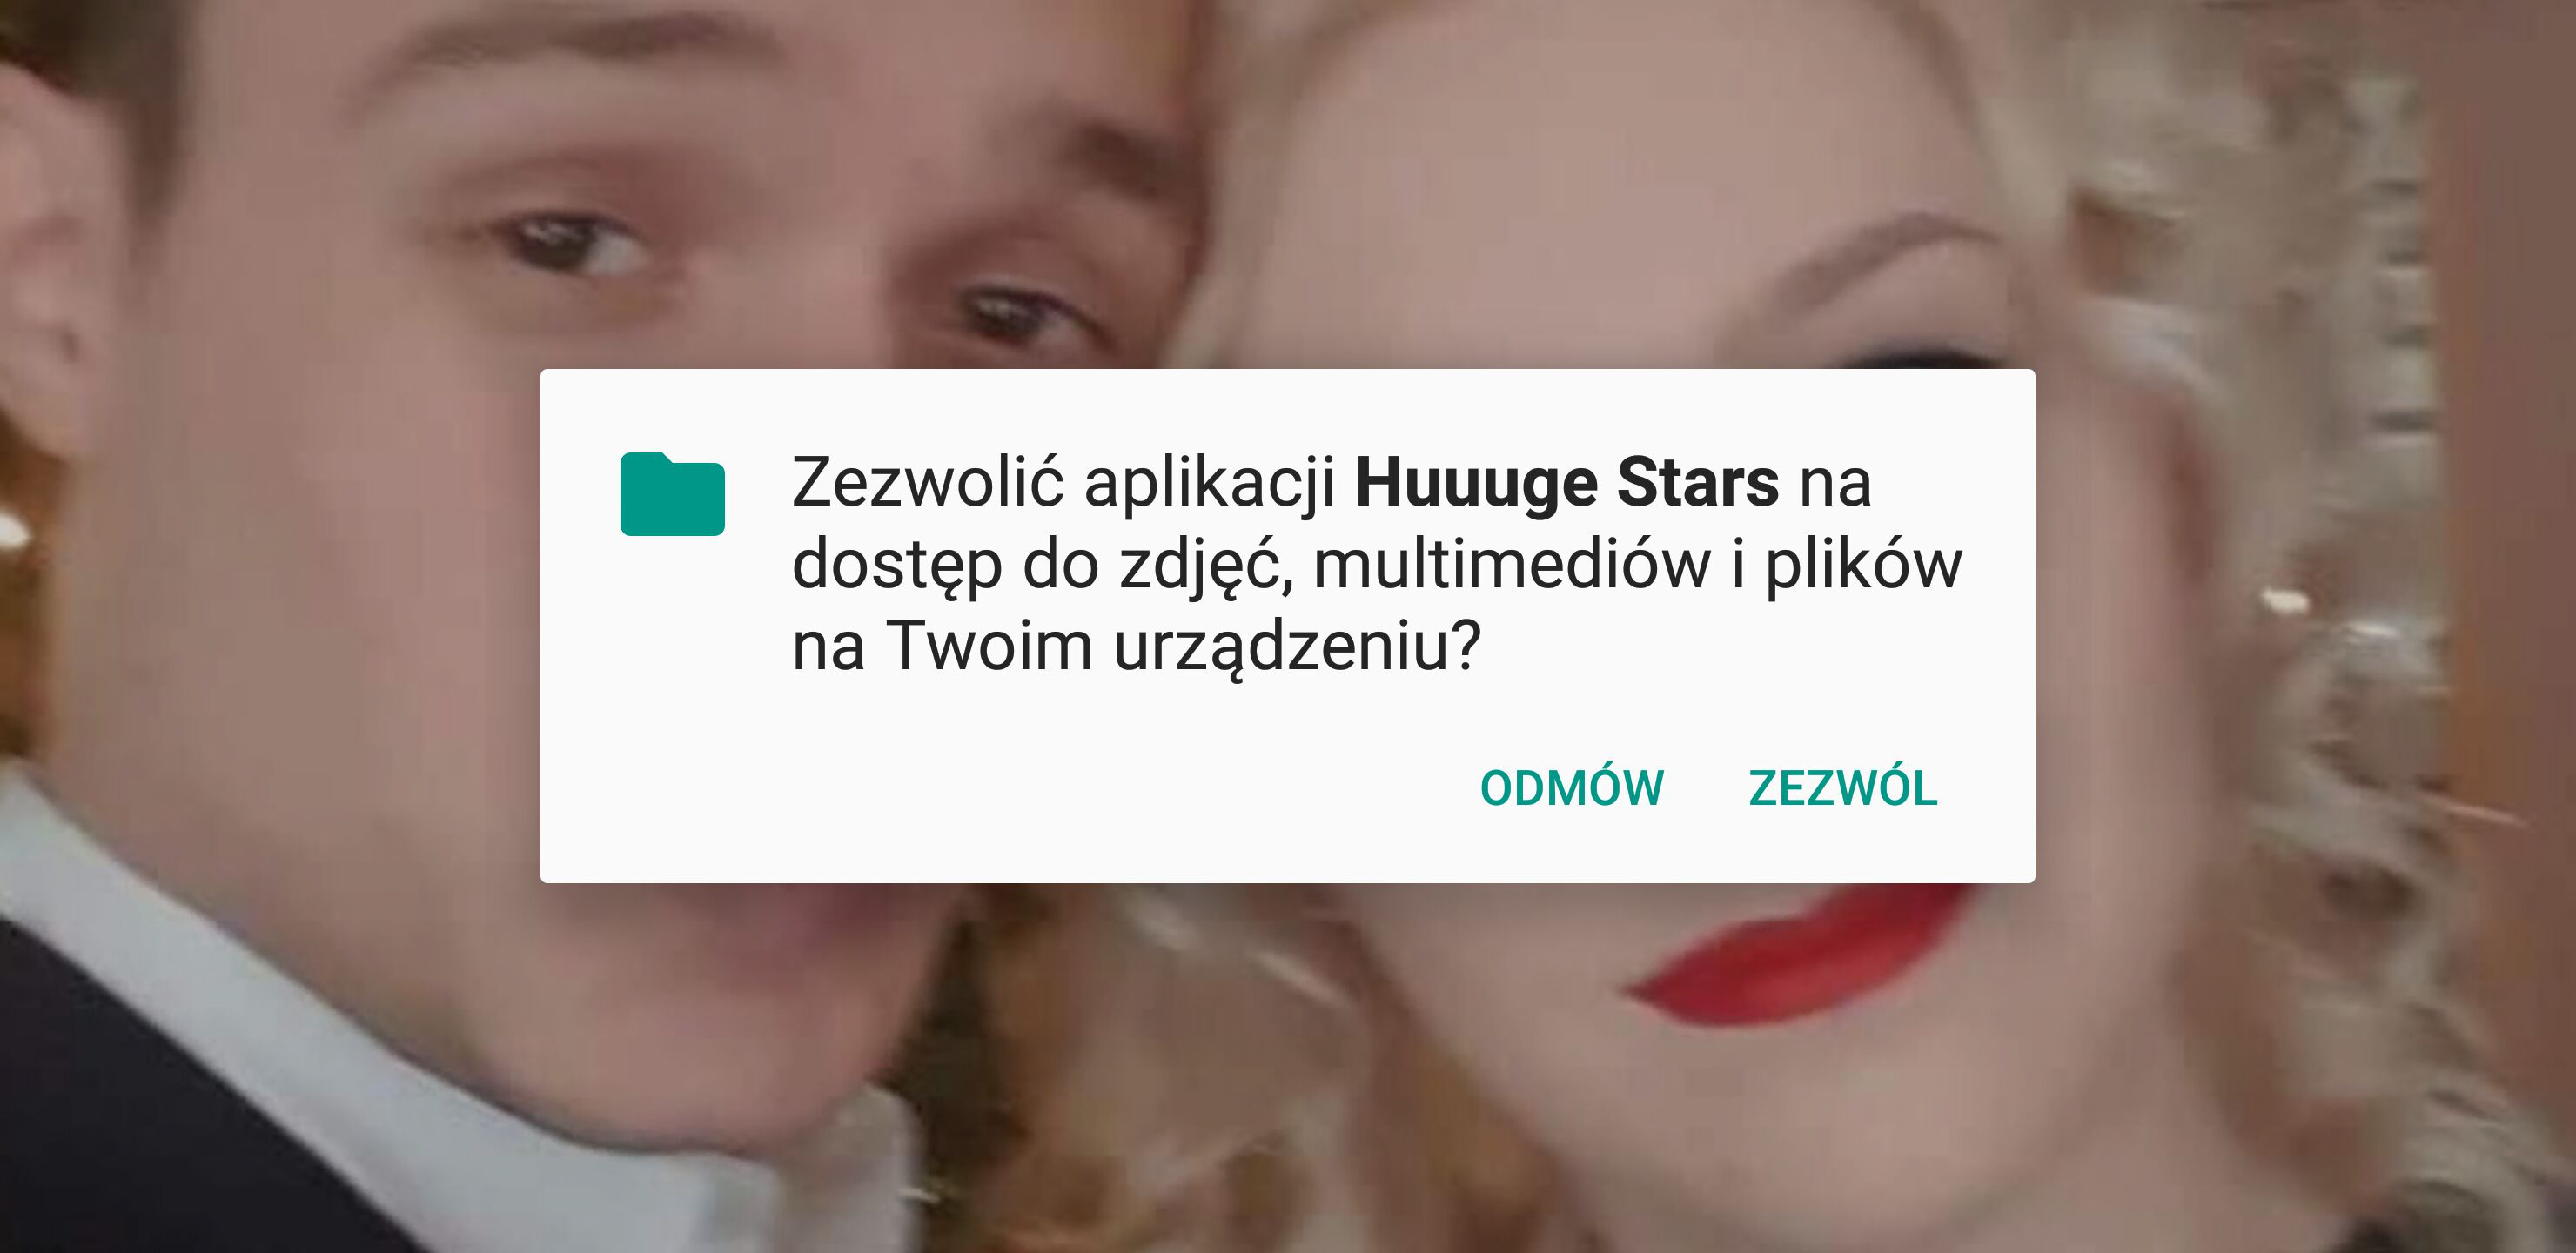 Zezwolić aplikacji Huuuge Stars na
dostęp do zdjęć, multimediów i plików
na Twoim urządzeniu?
ODMÓW ZEZWÓL